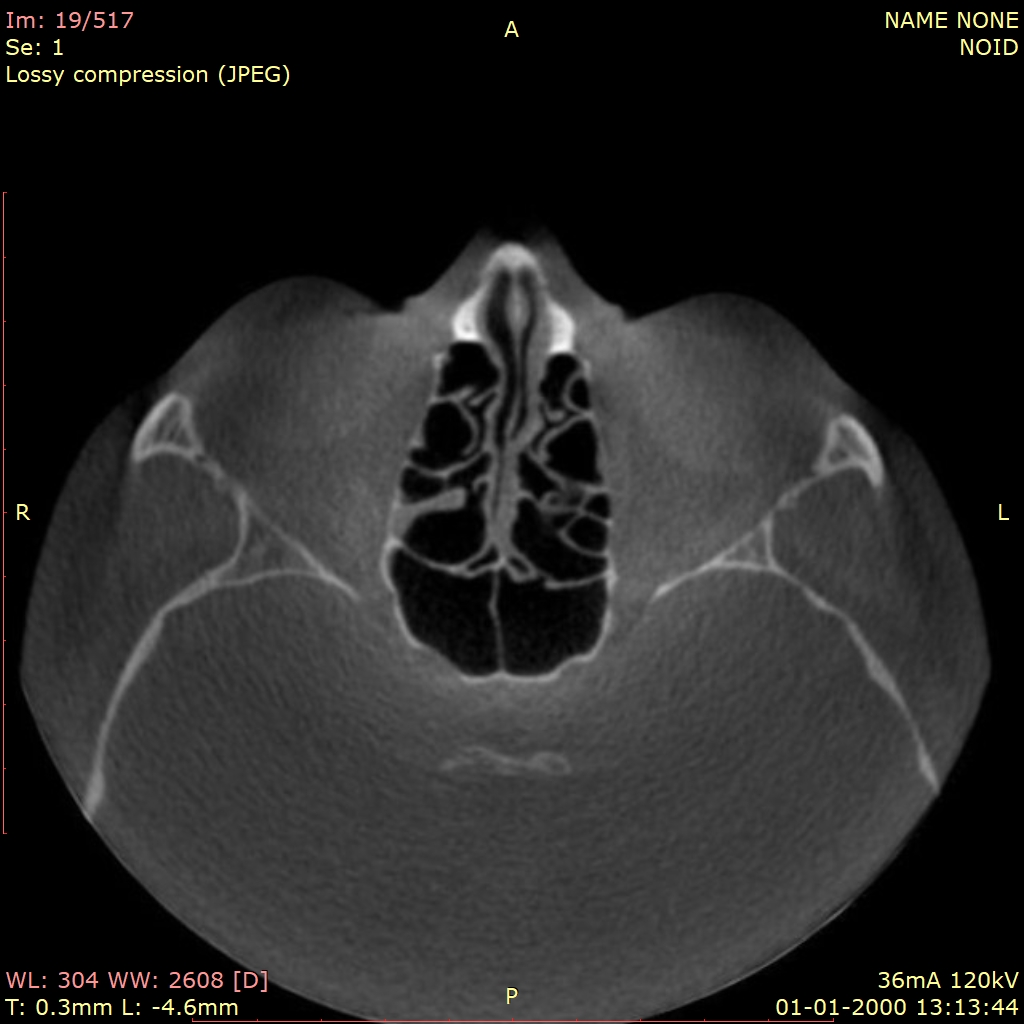 Im: 19/517
Se: 1
Lossy compression (JPEG)
A
NAME NONE
NOID
R
L
WL: 304 WW: 2608 [D]
T: 0.3mm L: -4.6mm
P
36mA 120kV
01-01-2000 13:13:44